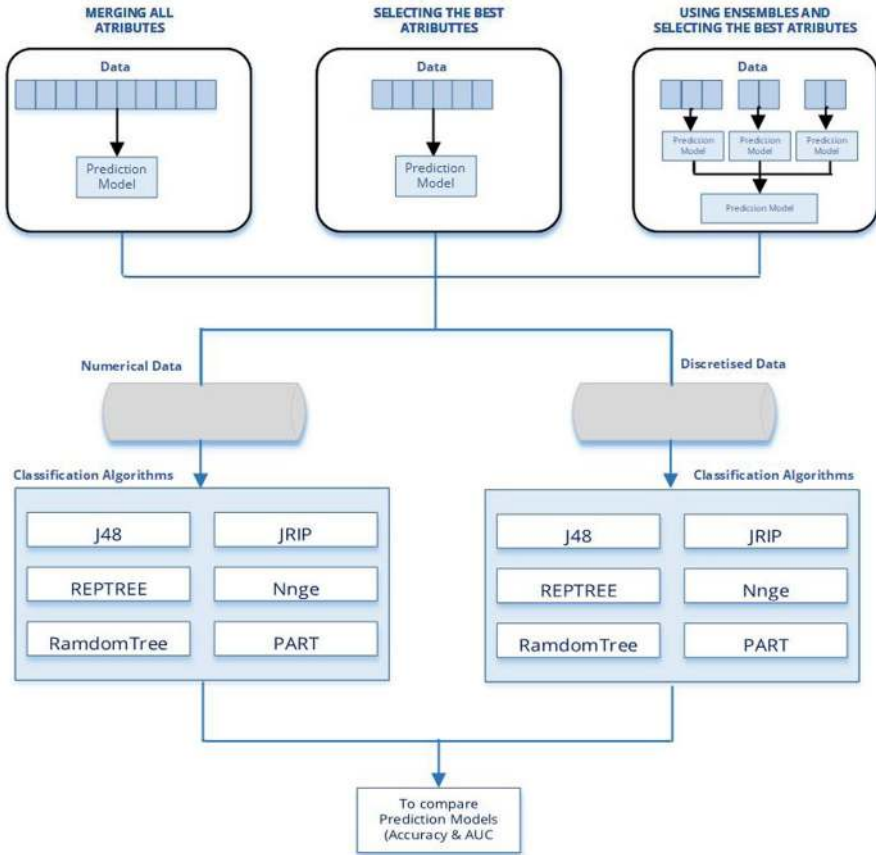 MERGING ALL
ATRIBUTES
SELECTING THE BEST
ATRIBUTTES
USING ENSEMBLES AND
SELECTING THE BEST ATRIBUTES
Data
Prediction
Model
Data
Prediction
Model
Data
Prediction
Model
Prediction
Model
Prediction
Model
Prediction Model
Numerical Data
Discretised Data
Classification Algorithms
J48
JRIP
REPTREE
Nnge
RamdomTree
PART
Classification Algorithms
J48
JRIP
REPTREE
Nnge
RamdomTree
PART
To compare
Prediction Models
(Accuracy & AUC